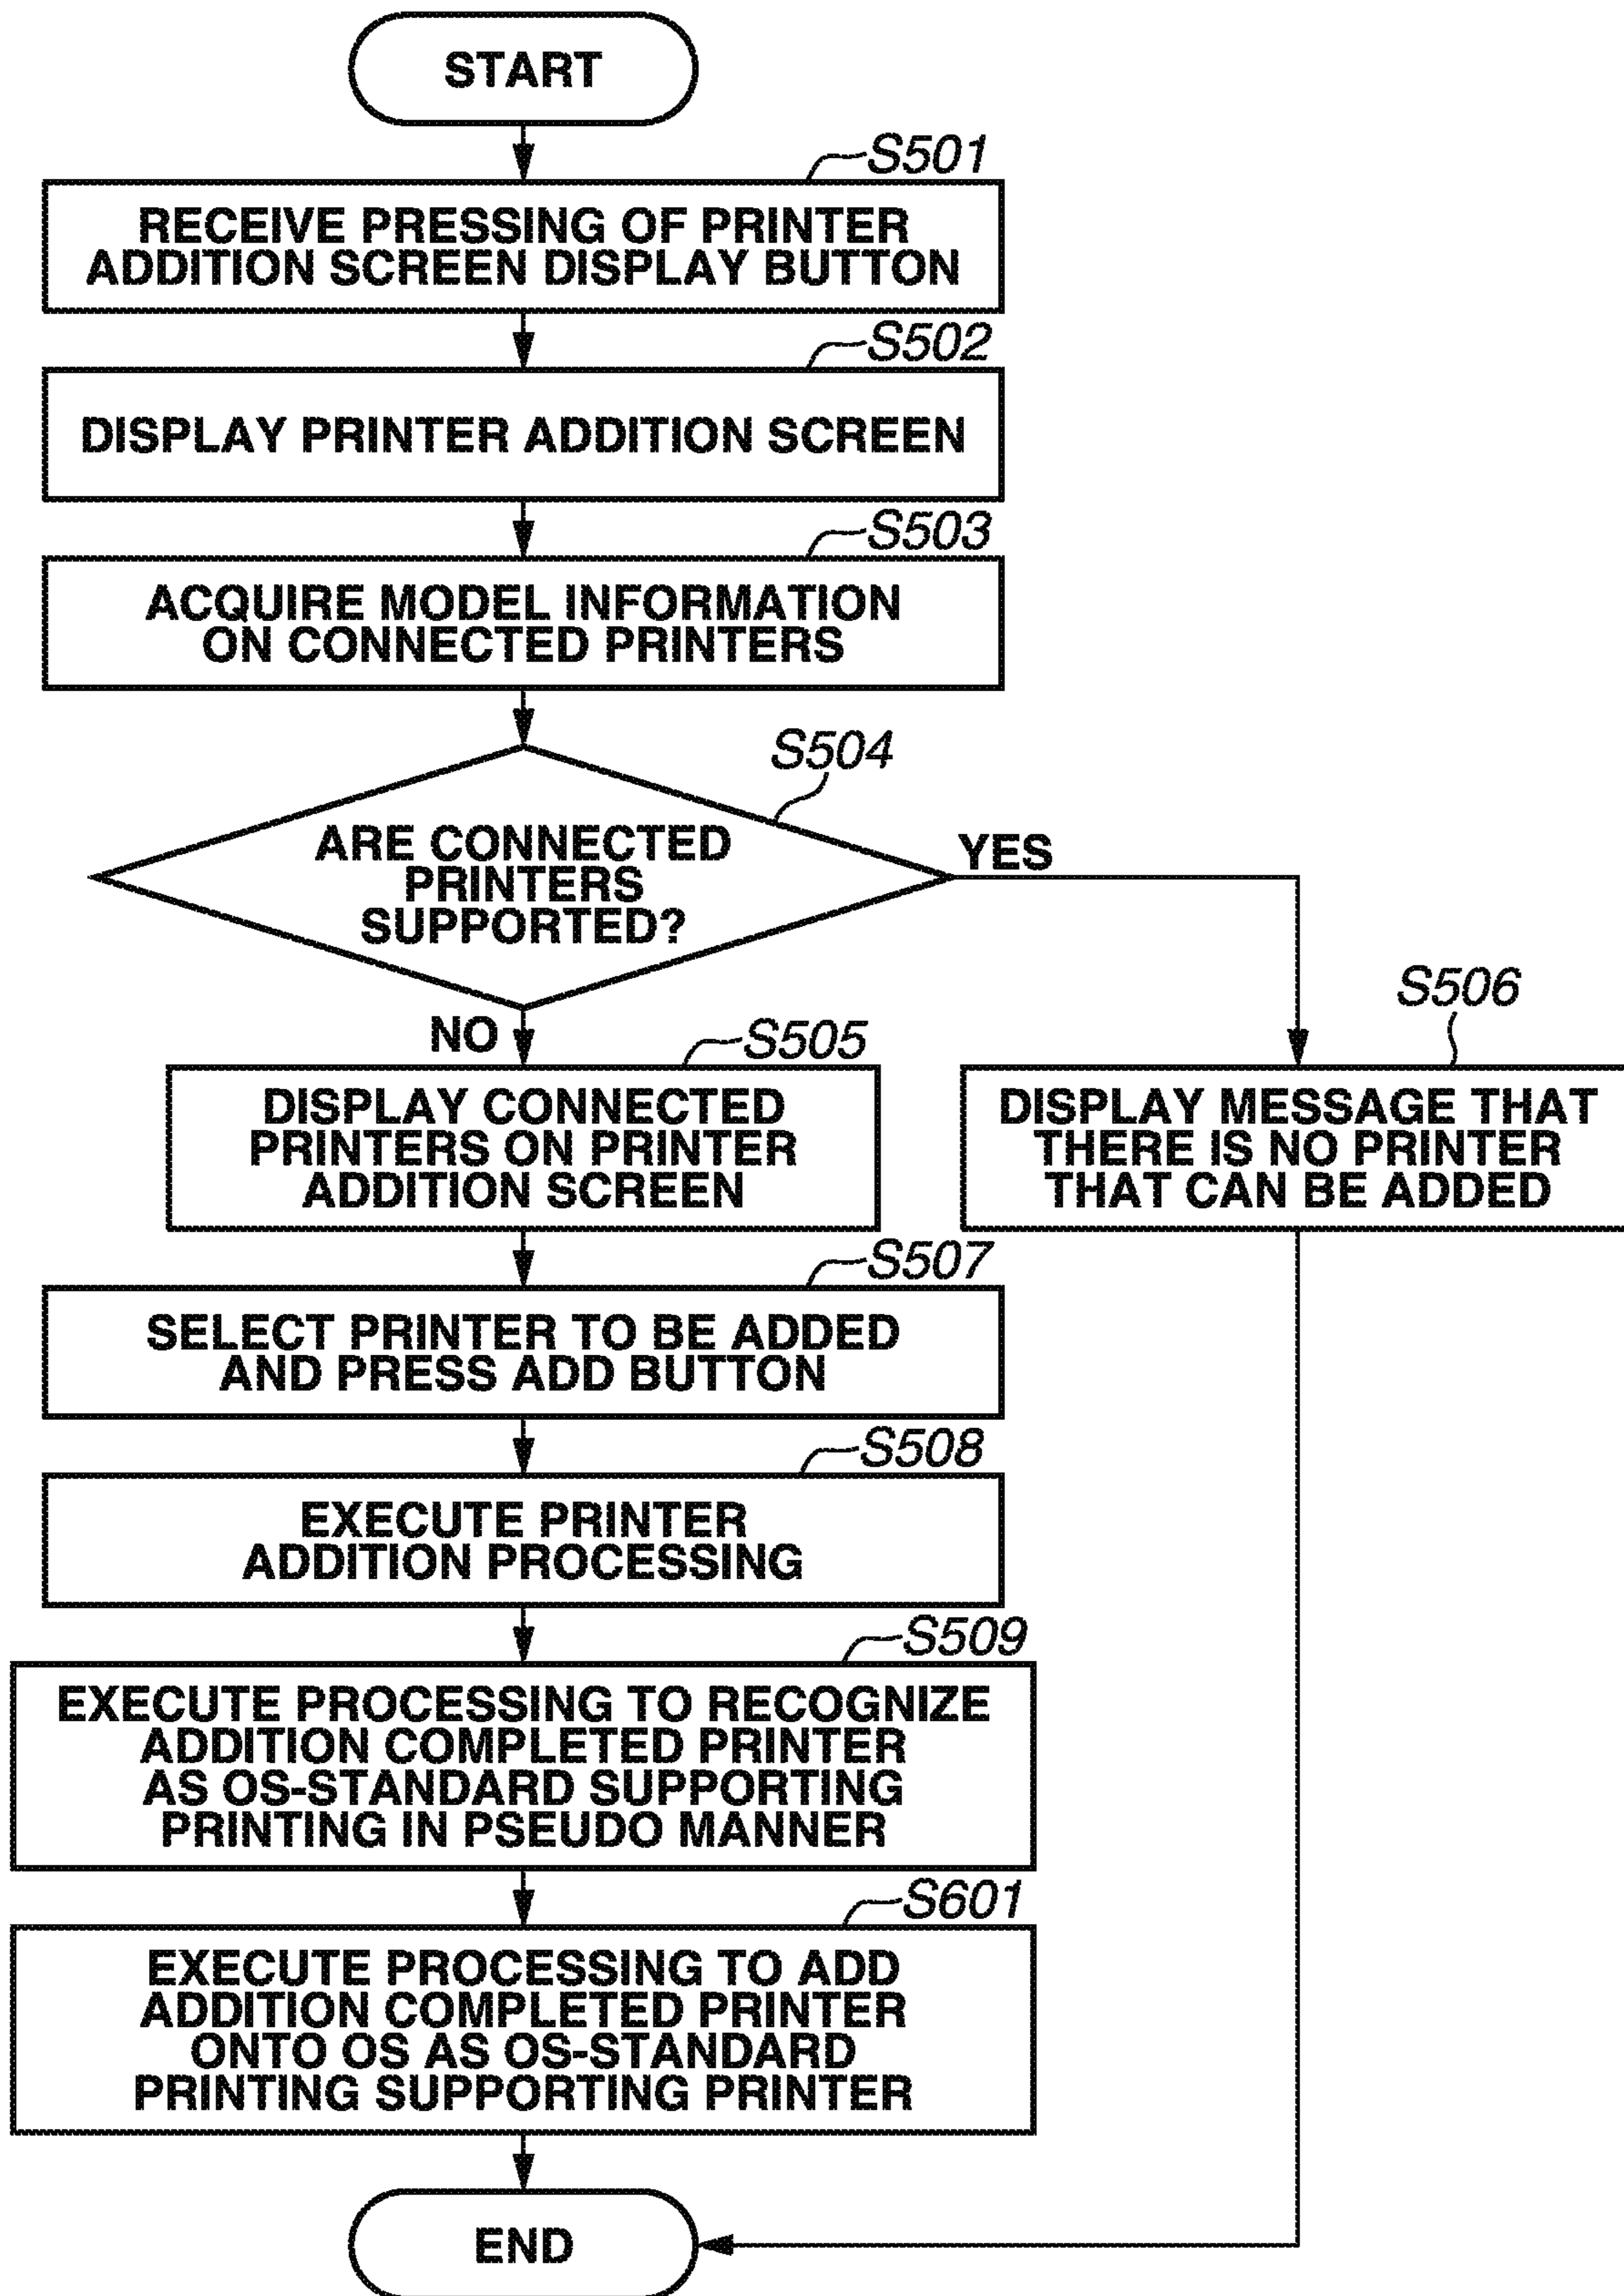 START
S501
RECEIVE PRESSING OF PRINTER
ADDITION SCREEN DISPLAY BUTTON
S502
DISPLAY PRINTER ADDITION SCREEN
S503
ACQUIRE MODEL INFORMATION
ON CONNECTED PRINTERS
S504
ARE CONNECTED
PRINTERS
SUPPORTED?
YES
NO
S505
DISPLAY CONNECTED
PRINTERS ON PRINTER
ADDITION SCREEN
S506
DISPLAY MESSAGE THAT
THERE IS NO PRINTER
THAT CAN BE ADDED
S507
SELECT PRINTER TO BE ADDED
AND PRESS ADD BUTTON
S508
EXECUTE PRINTER
ADDITION PROCESSING
S509
EXECUTE PROCESSING TO RECOGNIZE
ADDITION COMPLETED PRINTER
AS OS-STANDARD SUPPORTING
PRINTING IN PSEUDO MANNER
S601
EXECUTE PROCESSING TO ADD
ADDITION COMPLETED PRINTER
ONTO OS AS OS-STANDARD
PRINTING SUPPORTING PRINTER
END